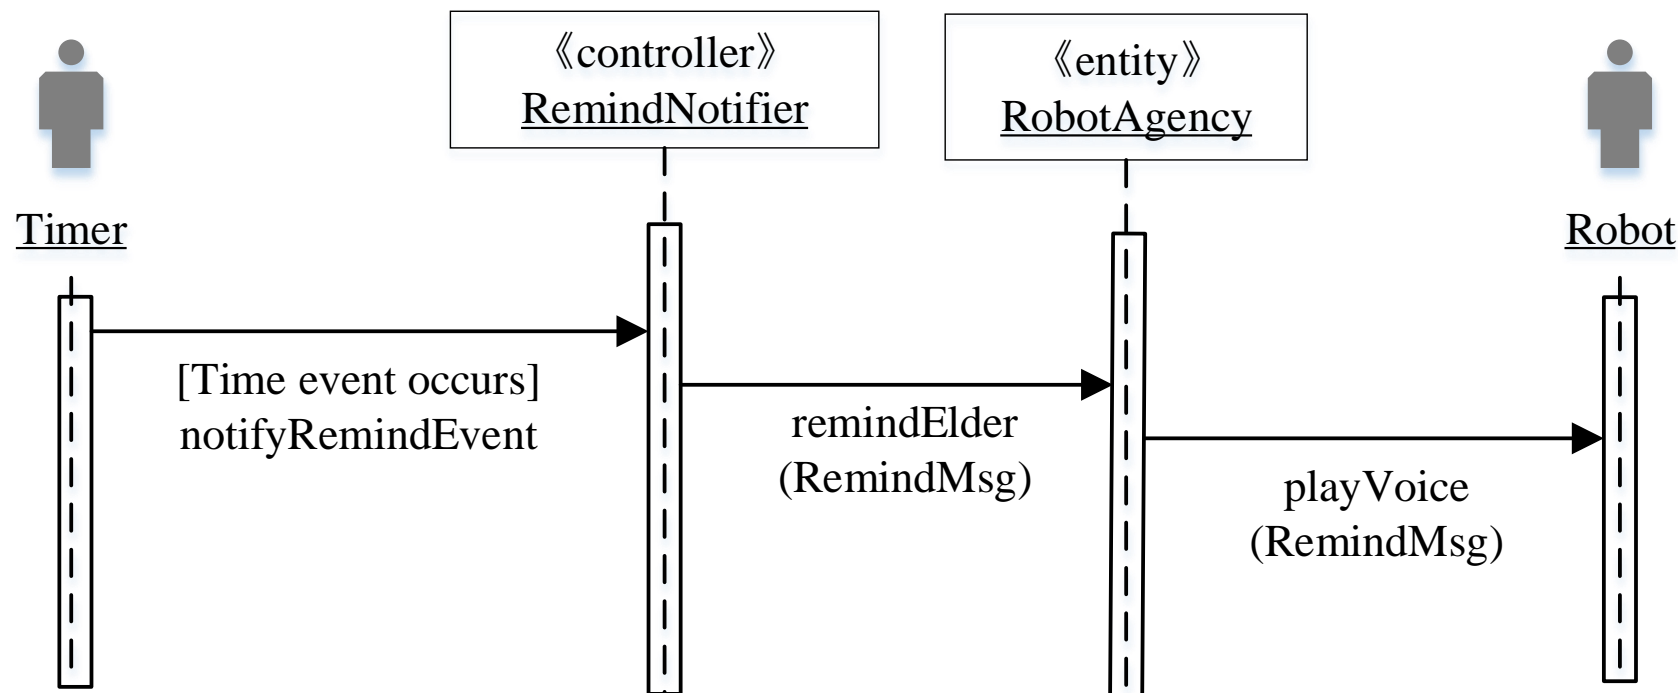 《controller》
RemindNotifier
《entity》
RobotAgency
Timer
Robot
[Time event occurs]
notifyRemindEvent
remindElder
(RemindMsg)
playVoice
(RemindMsg)